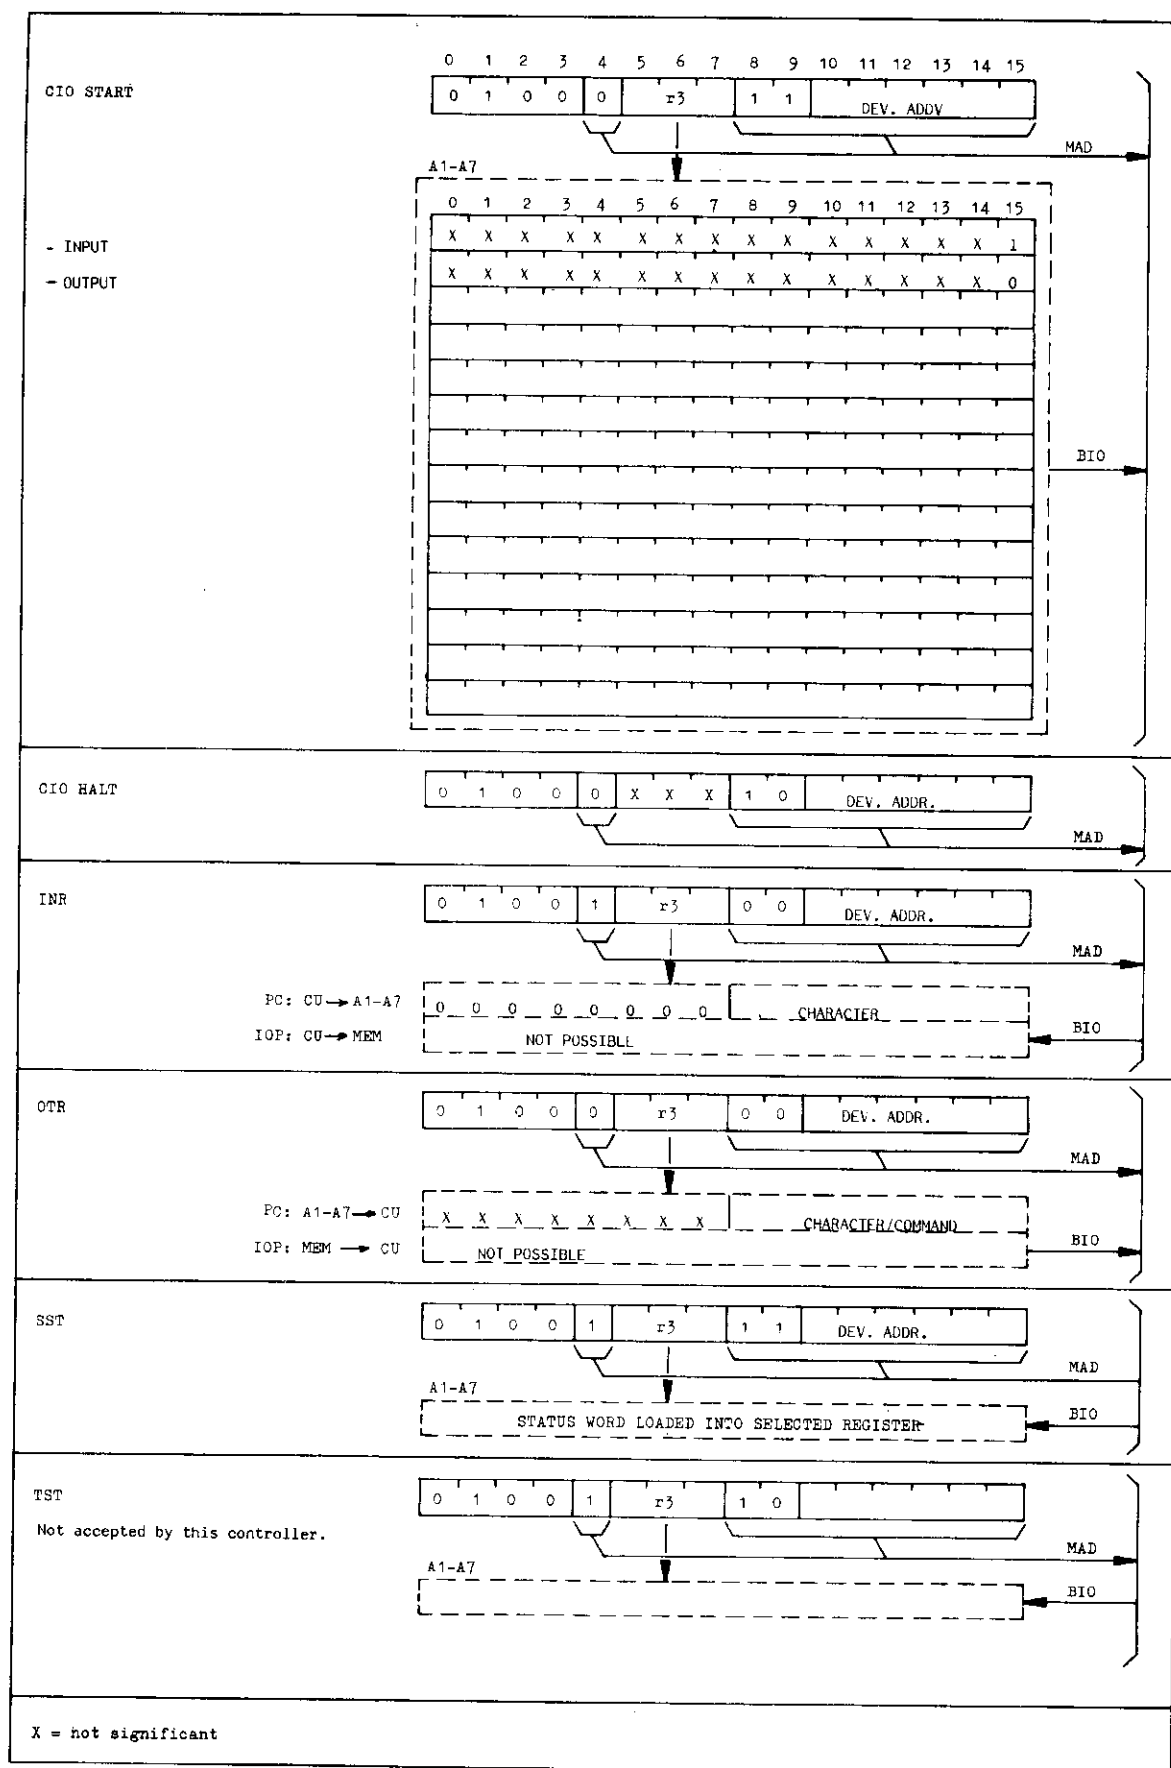 0 1 2 3 4 5 6 7 8 9 10 11 12 13 14 15
CIO START
0 1 0 0 0 r3 1 1 DEV. ADDV
MAD
A1-A7
0 1 2 3 4 5 6 7 8 9 10 11 12 13 14 15
- INPUT X X X X X X X X X X X X X X X 1
- OUTPUT X X X X X X X X X X X X X X X 0
BIO
CIO HALT 0 1 0 0 0 X X X 1 0 DEV. ADDR.
MAD
INR 0 1 0 0 1 r3 0 0 DEV. ADDR.
MAD
PC: CU→A1-A7 0 0 0 0 0 0 0 0 CHARACTER
IOP: CU→MEM NOT POSSIBLE BIO
OTR 0 1 0 0 0 r3 0 0 DEV. ADDR.
MAD
PC: A1-A7→CU X X X X X X X X CHARACTER/COMMAND
IOP: MEM → CU NOT POSSIBLE BIO
SST 0 1 0 0 1 r3 1 1 DEV. ADDR.
MAD
A1-A7
STATUS WORD LOADED INTO SELECTED REGISTER BIO
TST 0 1 0 0 1 r3 1 0
Not accepted by this controller.
MAD
A1-A7
BIO
X = not significant